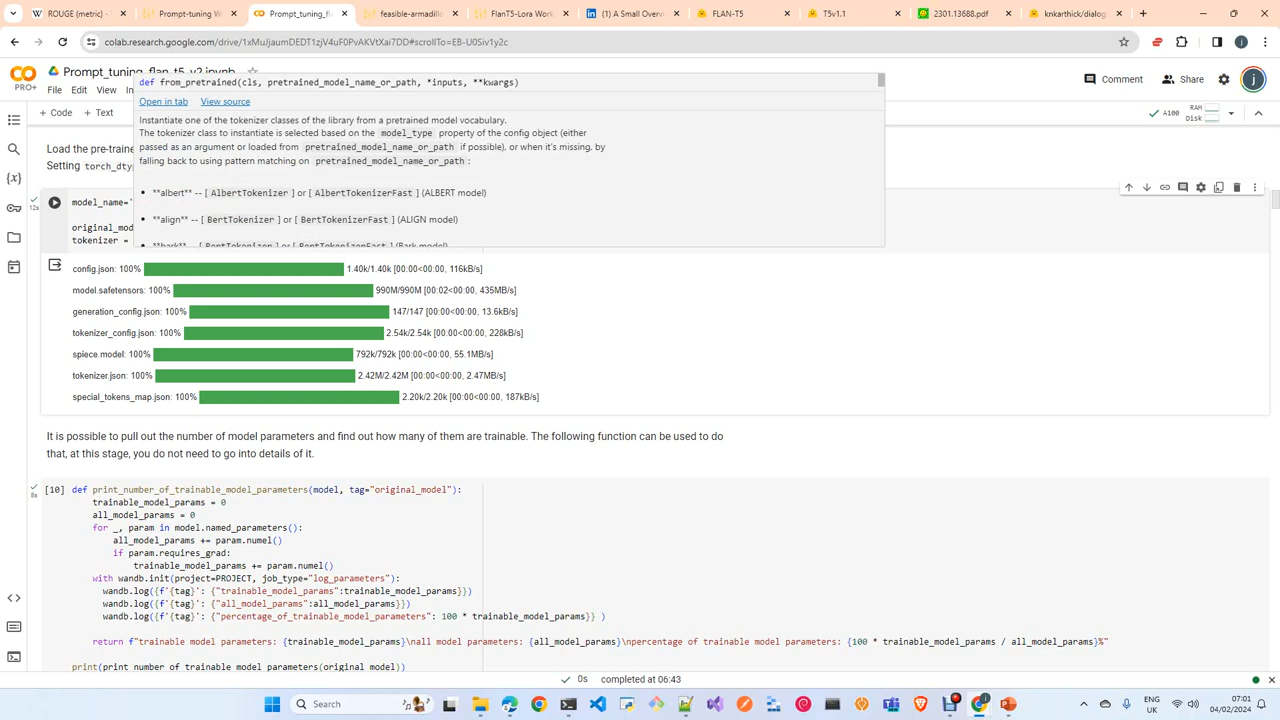 ROUGE (metric) - W
Prompt-tuning W
Prompt_tuning_fl
feasible-armadillo
FlanT5-Lora Work
A Small Overvi
FLAN-T5
T5v1.1
2301.13688.pdf
knkarthick/dialog
colab.research.google.com/drive/1xMuJjaumDEDT1zjV4uF0PvAKVtXai7DD#scrollTo=EB-U0Siv1y2c
PRO+
Prompt_tuning_flan_t5_v2.ipynb
Comment
Share
j
File Edit View In
def from_pretrained(cls, pretrained_model_name_or_path, *inputs, **kwargs)
Open in tab View source
+ Code + Text
A100
RAM
Disk
Instantiate one of the tokenizer classes of the library from a pretrained model vocabulary.
The tokenizer class to instantiate is selected based on the model_type property of the config object (either
passed as an argument or loaded from pretrained_model_name_or_path if possible), or when it's missing, by
falling back to using pattern matching on pretrained_model_name_or_path :
**albert** -- [ AlbertTokenizer ] or [ AlbertTokenizerFast ] (ALBERT model)
**align** -- [ BertTokenizer ] or [ BertTokenizerFast ] (ALIGN model)
**bark** -- [ BertTokenizer ] or [ BertTokenizerFast ] (Bark model)
Load the pre-traine
Setting torch_dty
12s
model_name='
original_mod
tokenizer =
config.json: 100% 1.40k/1.40k [00:00<00:00, 116kB/s]
model.safetensors: 100% 990M/990M [00:02<00:00, 435MB/s]
generation_config.json: 100% 147/147 [00:00<00:00, 13.6kB/s]
tokenizer_config.json: 100% 2.54k/2.54k [00:00<00:00, 228kB/s]
spiece.model: 100% 792k/792k [00:00<00:00, 55.1MB/s]
tokenizer.json: 100% 2.42M/2.42M [00:00<00:00, 2.47MB/s]
special_tokens_map.json: 100% 2.20k/2.20k [00:00<00:00, 187kB/s]
It is possible to pull out the number of model parameters and find out how many of them are trainable. The following function can be used to do
that, at this stage, you do not need to go into details of it.
8s
[10] def print_number_of_trainable_model_parameters(model, tag="original_model"):
trainable_model_params = 0
all_model_params = 0
for _, param in model.named_parameters():
all_model_params += param.numel()
if param.requires_grad:
trainable_model_params += param.numel()
with wandb.init(project=PROJECT, job_type="log_parameters"):
wandb.log({f'{tag}': {"trainable_model_params":trainable_model_params}})
wandb.log({f'{tag}': {"all_model_params":all_model_params}})
wandb.log({f'{tag}': {"percentage_of_trainable_model_parameters": 100 * trainable_model_params}} )
return f"trainable model parameters: {trainable_model_params}\nall model parameters: {all_model_params}\npercentage of trainable model parameters: {100 * trainable_model_params / all_model_params}%"
print(print_number_of_trainable_model_parameters(original_model))
0s completed at 06:43
Search
ENG
UK
07:01
04/02/2024